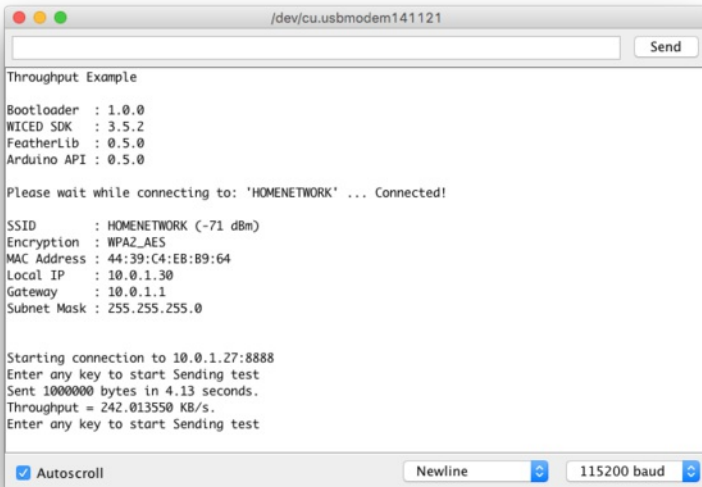 /dev/cu.usbmodem141121
Send
Throughput Example
Bootloader : 1.0.0
WICED SDK : 3.5.2
FeatherLib : 0.5.0
Arduino API : 0.5.0
Please wait while connecting to: 'HOMENETWORK' ... Connected!
SSID : HOMENETWORK (-71 dBm)
Encryption : WPA2_AES
MAC Address : 44:39:C4:EB:B9:64
Local IP : 10.0.1.30
Gateway : 10.0.1.1
Subnet Mask : 255.255.255.0
Starting connection to 10.0.1.27:8888
Enter any key to start Sending test
Sent 1000000 bytes in 4.13 seconds.
Throughput = 242.013550 KB/s.
Enter any key to start Sending test
Autoscroll Newline 115200 baud